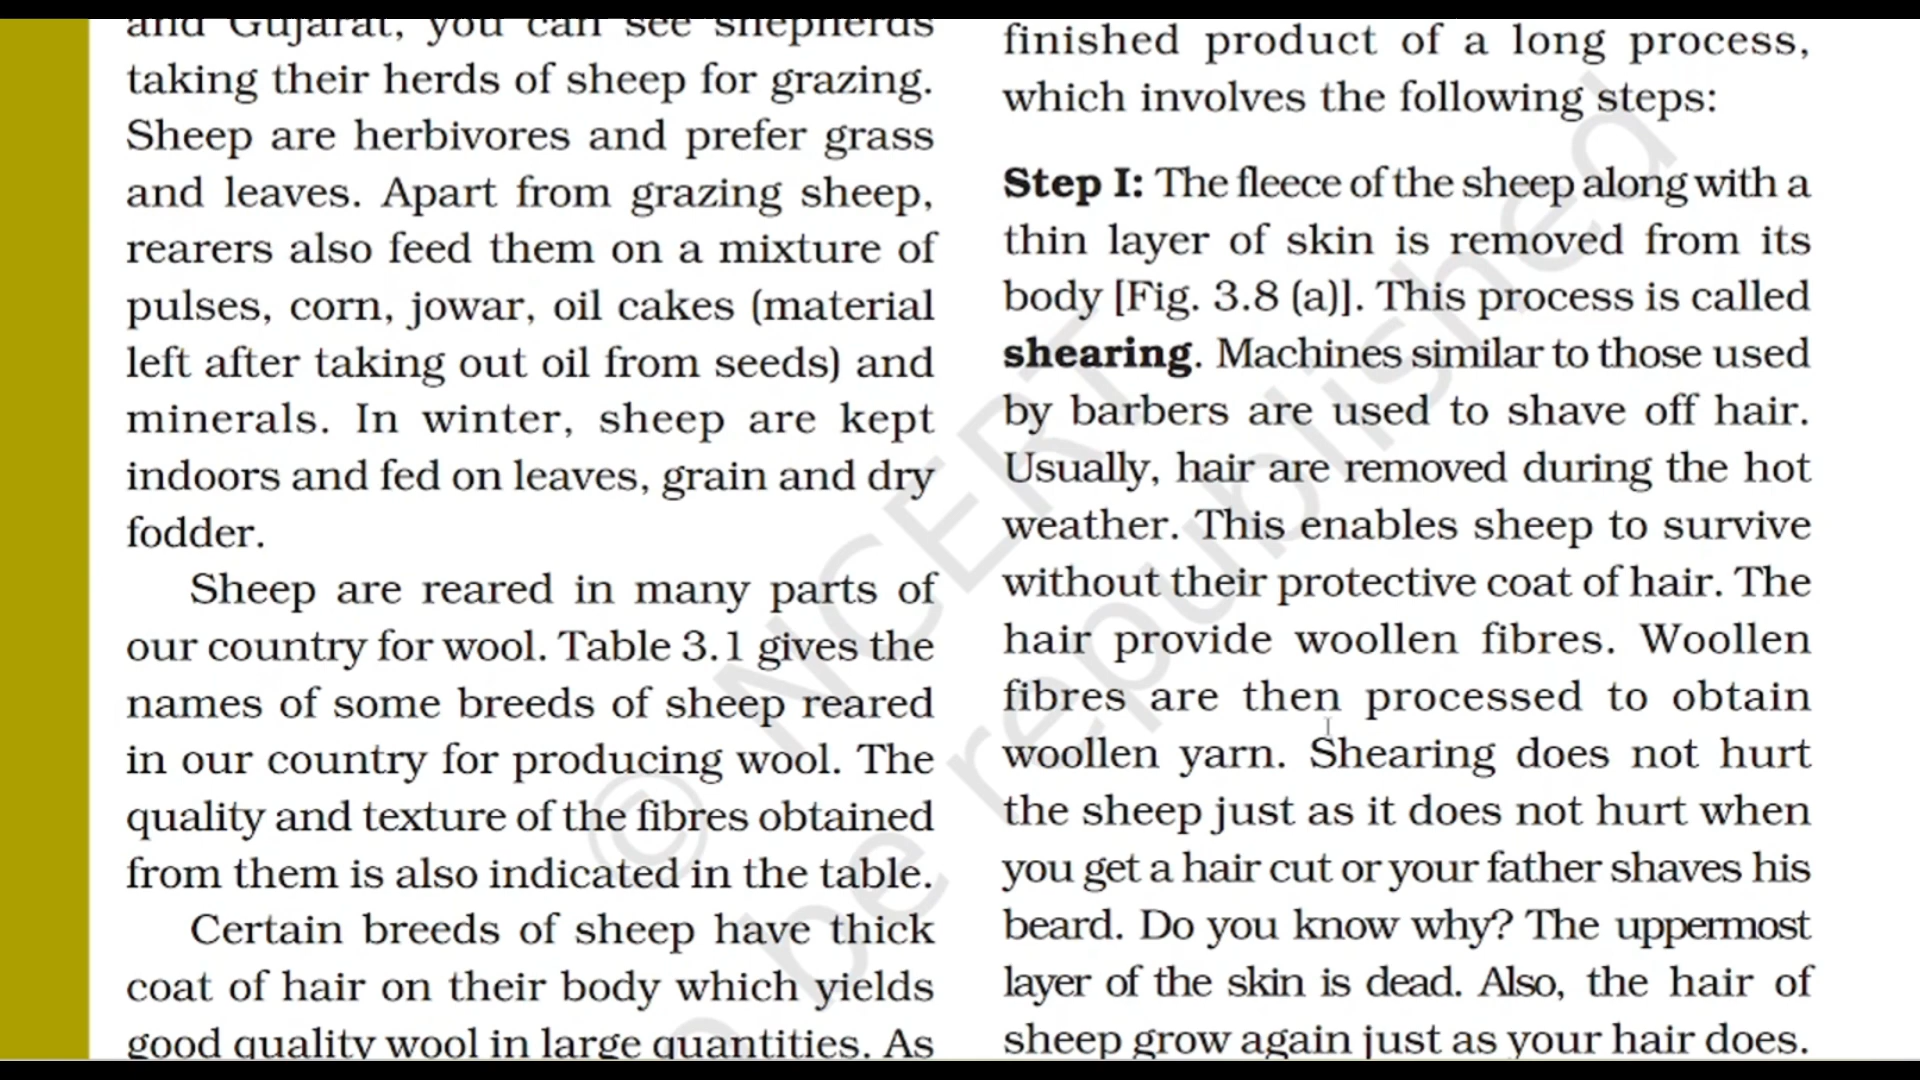 and Gujarat, you can see shepherds
taking their herds of sheep for grazing.
Sheep are herbivores and prefer grass
and leaves. Apart from grazing sheep,
rearers also feed them on a mixture of
pulses, corn, jowar, oil cakes (material
left after taking out oil from seeds) and
minerals. In winter, sheep are kept
indoors and fed on leaves, grain and dry
fodder.
Sheep are reared in many parts of
our country for wool. Table 3.1 gives the
names of some breeds of sheep reared
in our country for producing wool. The
quality and texture of the fibres obtained
from them is also indicated in the table.
Certain breeds of sheep have thick
coat of hair on their body which yields
good quality wool in large quantities. As
finished product of a long process,
which involves the following steps:
Step I: The fleece of the sheep along with a
thin layer of skin is removed from its
body [Fig. 3.8 (a)]. This process is called
shearing. Machines similar to those used
by barbers are used to shave off hair.
Usually, hair are removed during the hot
weather. This enables sheep to survive
without their protective coat of hair. The
hair provide woollen fibres. Woollen
fibres are then processed to obtain
woollen yarn. Shearing does not hurt
the sheep just as it does not hurt when
you get a hair cut or your father shaves his
beard. Do you know why? The uppermost
layer of the skin is dead. Also, the hair of
sheep grow again just as your hair does.
© NCERT
be republished